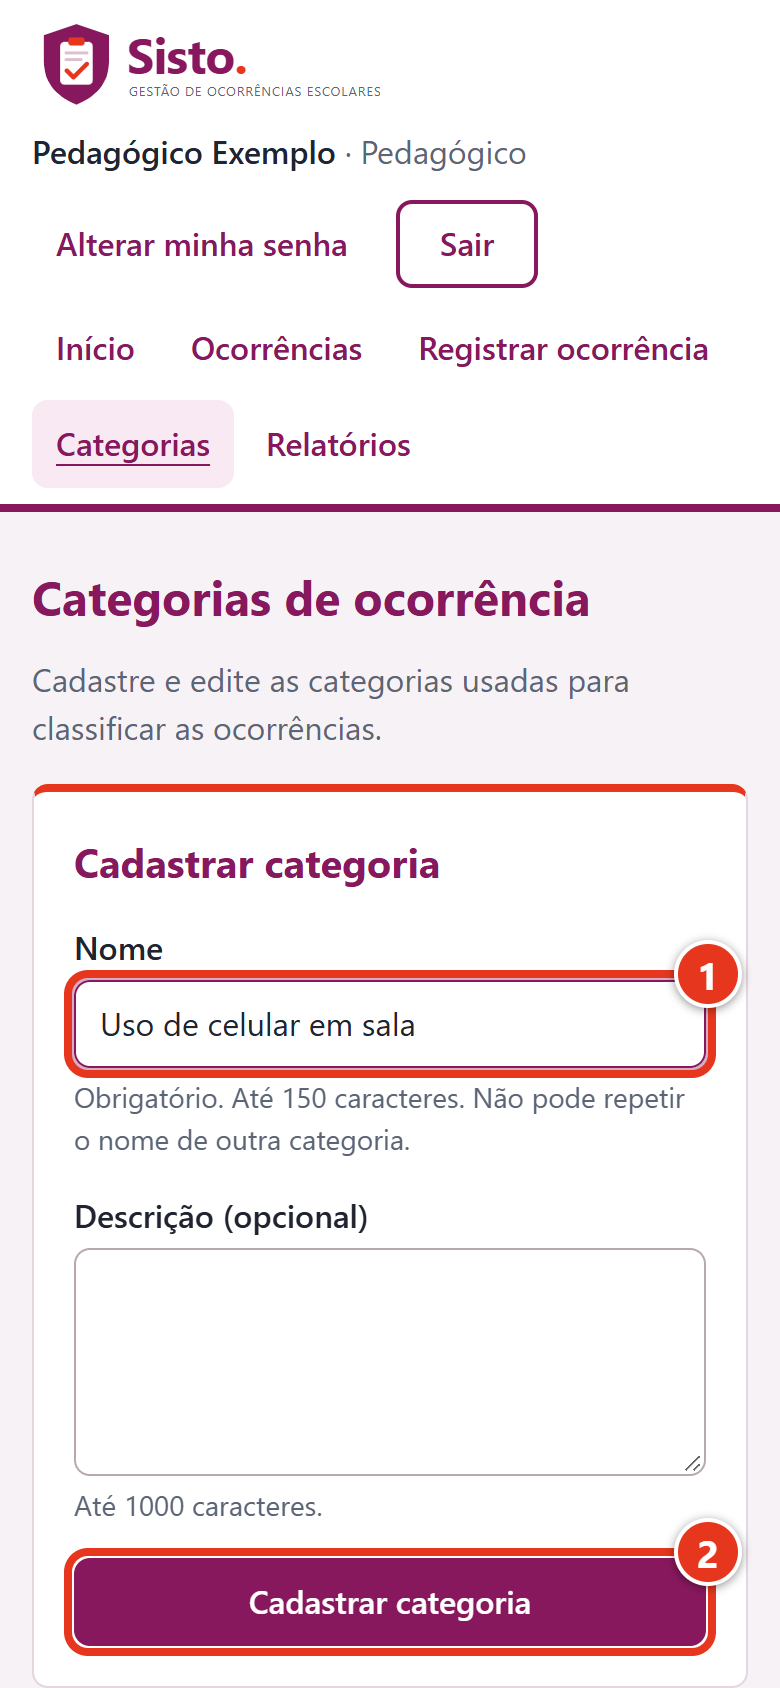 Sisto.
GESTÃO DE OCORRÊNCIAS ESCOLARES
Pedagógico Exemplo · Pedagógico
Alterar minha senha
Sair
Início
Ocorrências
Registrar ocorrência
Categorias
Relatórios
Categorias de ocorrência
Cadastre e edite as categorias usadas para
classificar as ocorrências.
Cadastrar categoria
Nome
1
Uso de celular em sala
Obrigatório. Até 150 caracteres. Não pode repetir
o nome de outra categoria.
Descrição (opcional)
Até 1000 caracteres.
2
Cadastrar categoria